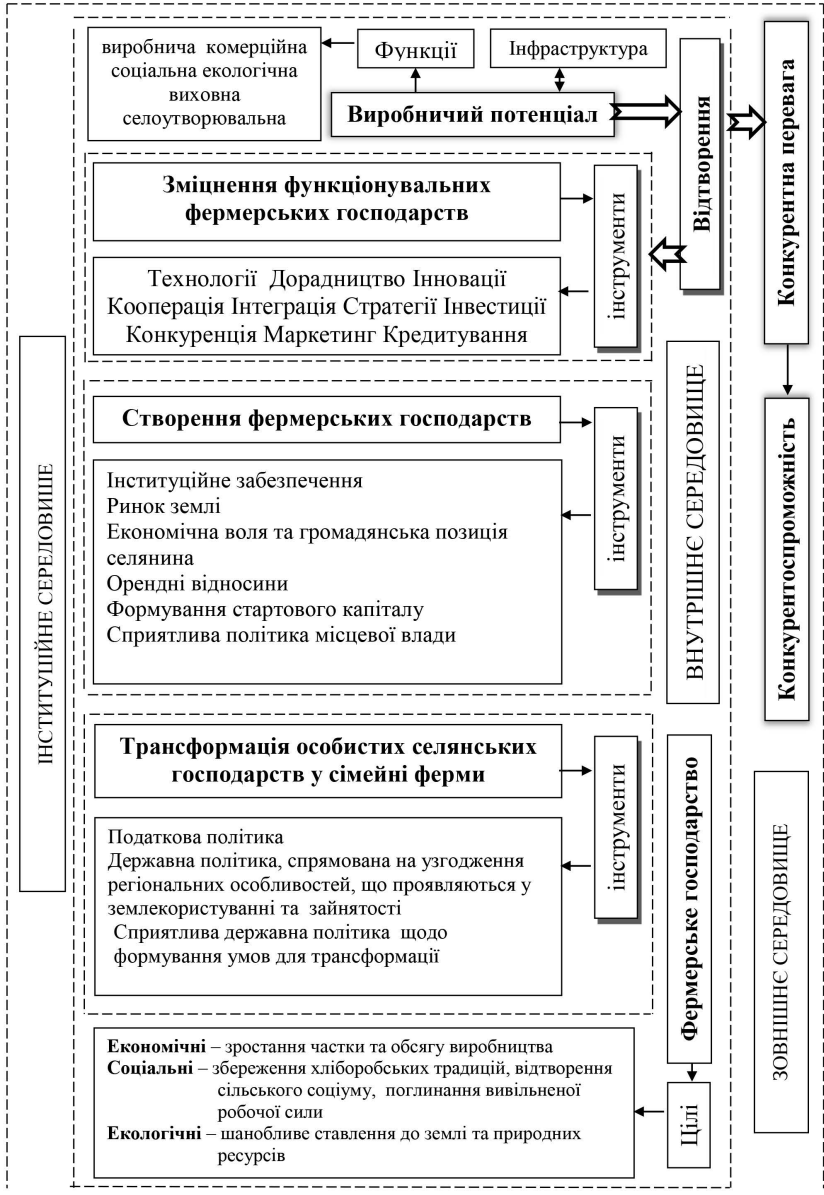 виробнича комерційна
соціальна екологічна
виховна
селоутворювальна
Функції
Інфраструктура
Виробничий потенціал
Відтворення
Конкурентна перевага
Зміцнення функціонувальних
фермерських господарств
інструменти
Технології Дорадництво Інновації
Кооперація Інтеграція Стратегії Інвестиції
Конкуренція Маркетинг Кредитування
ІНСТИТУЦІЙНЕ СЕРЕДОВИШЕ
ВНУТРІШНЄ СЕРЕДОВИЩЕ
Конкурентоспроможність
Створення фермерських господарств
інструменти
Інституційне забезпечення
Ринок землі
Економічна воля та громадянська позиція
селянина
Орендні відносини
Формування стартового капіталу
Сприятлива політика місцевої влади
Трансформація особистих селянських
господарств у сімейні ферми
інструменти
Податкова політика
Державна політика, спрямована на узгодження
регіональних особливостей, що проявляються у
землекористуванні та зайнятості
Сприятлива державна політика щодо
формування умов для трансформації
Фермерське господарство
ЗОВНІШНЄ СЕРЕДОВИЩЕ
Економічні – зростання частки та обсягу виробництва
Соціальні – збереження хліборобських традицій, відтворення
сільського соціуму, поглинання вивільненої
робочої сили
Екологічні – шанобливе ставлення до землі та природних
ресурсів
Цілі